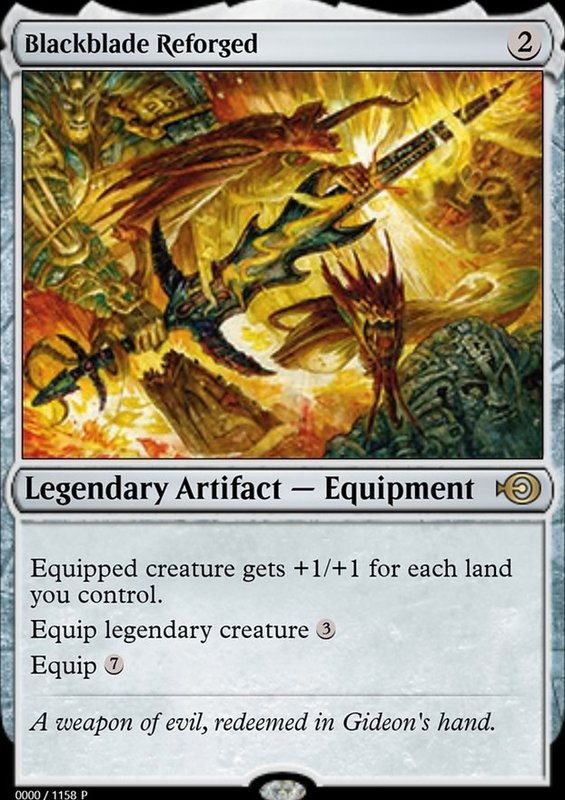 Blackblade Reforged 2
Legendary Artifact — Equipment
Equipped creature gets +1/+1 for each land
you control.
Equip legendary creature 3
Equip 7
A weapon of evil, redeemed in Gideon's hand.
0000 / 1158 P